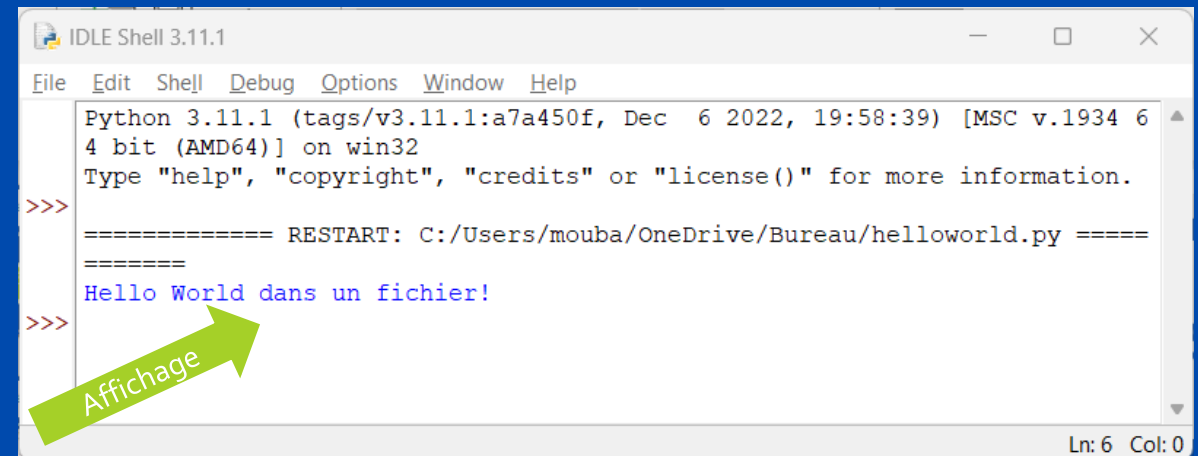 IDLE Shell 3.11.1
File Edit Shell Debug Options Window Help
Python 3.11.1 (tags/v3.11.1:a7a450f, Dec  6 2022, 19:58:39) [MSC v.1934 6
4 bit (AMD64)] on win32
Type "help", "copyright", "credits" or "license()" for more information.
>>>
============= RESTART: C:/Users/mouba/OneDrive/Bureau/helloworld.py =====
=======
Hello World dans un fichier!
>>>
Affichage
Ln: 6 Col: 0